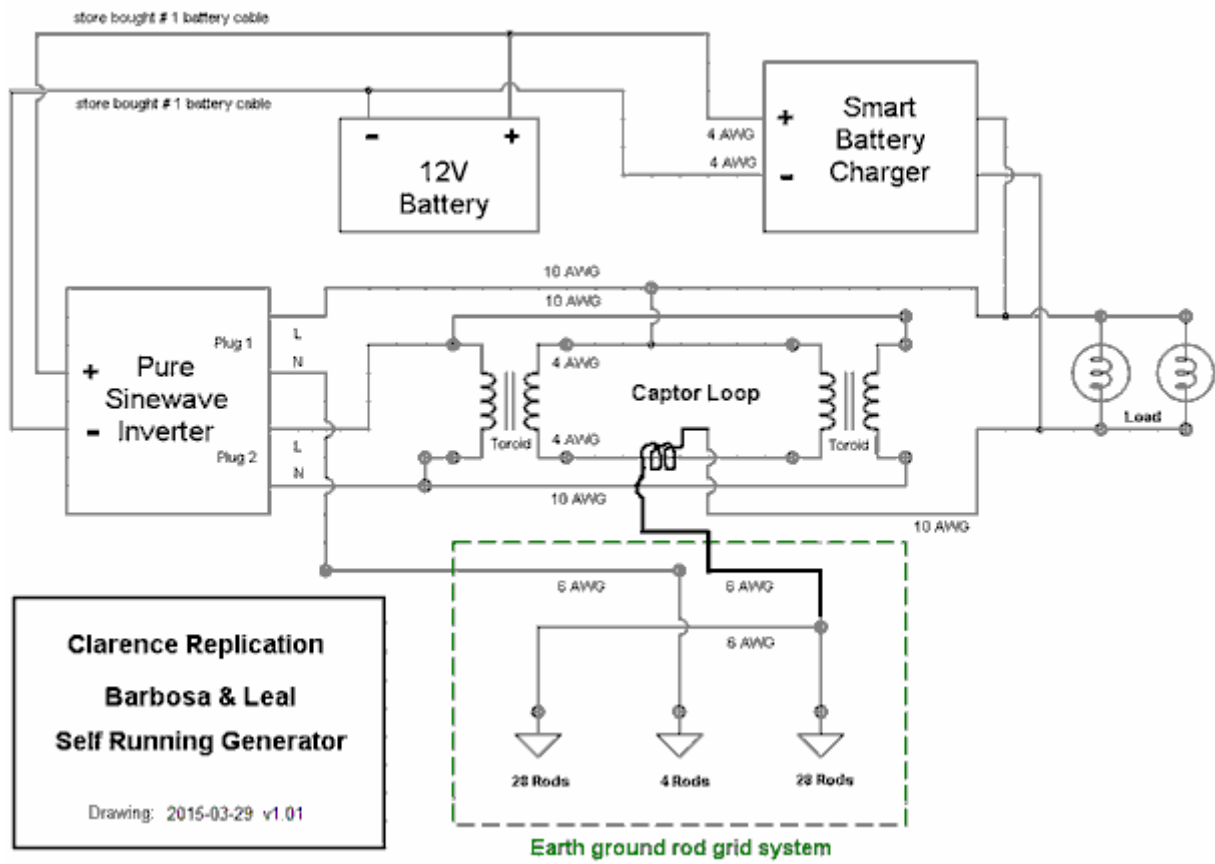 store bought # 1 battery cable
store bought # 1 battery cable
- +
12V
Battery
+
-
4 AWG
4 AWG
Smart
Battery
Charger
10 AWG
10 AWG
Plug 1
L
N
+
-
Pure
Sinewave
Inverter
Plug 2
L
N
4 AWG
Captor Loop
4 AWG
Toroid
Toroid
Load
10 AWG
10 AWG
6 AWG
6 AWG
6 AWG
28 Rods
4 Rods
28 Rods
Earth ground rod grid system
Clarence Replication
Barbosa & Leal
Self Running Generator
Drawing: 2015-03-29 v1.01